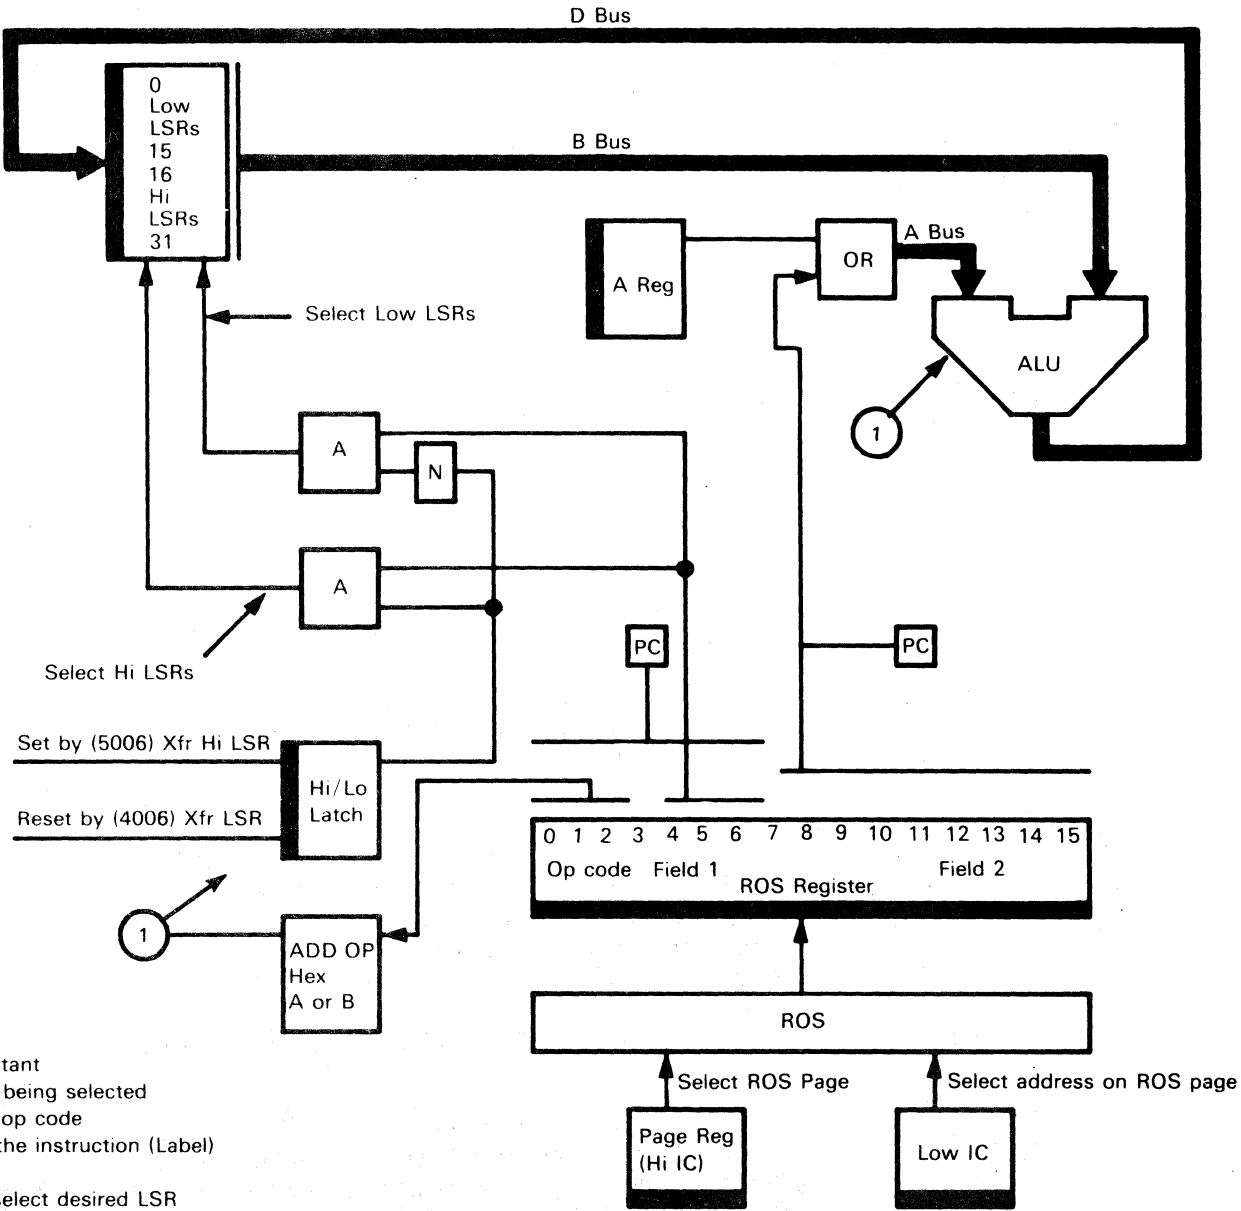 D Bus
0
Low
LSRs
15
16
Hi
LSRs
31
B Bus
A Reg
OR
A Bus
ALU
1
Select Low LSRs
A
N
A
Select Hi LSRs
PC
PC
Set by (5006) Xfr Hi LSR
Reset by (4006) Xfr LSR
Hi/Lo
Latch
0 1 2 3 4 5 6 7 8 9 10 11 12 13 14 15
Op code Field 1 Field 2
ROS Register
1
ADD OP
Hex
A or B
ROS
Select ROS Page
Select address on ROS page
Page Reg
(Hi IC)
Low IC
tant
being selected
op code
the instruction (Label)
select desired LSR